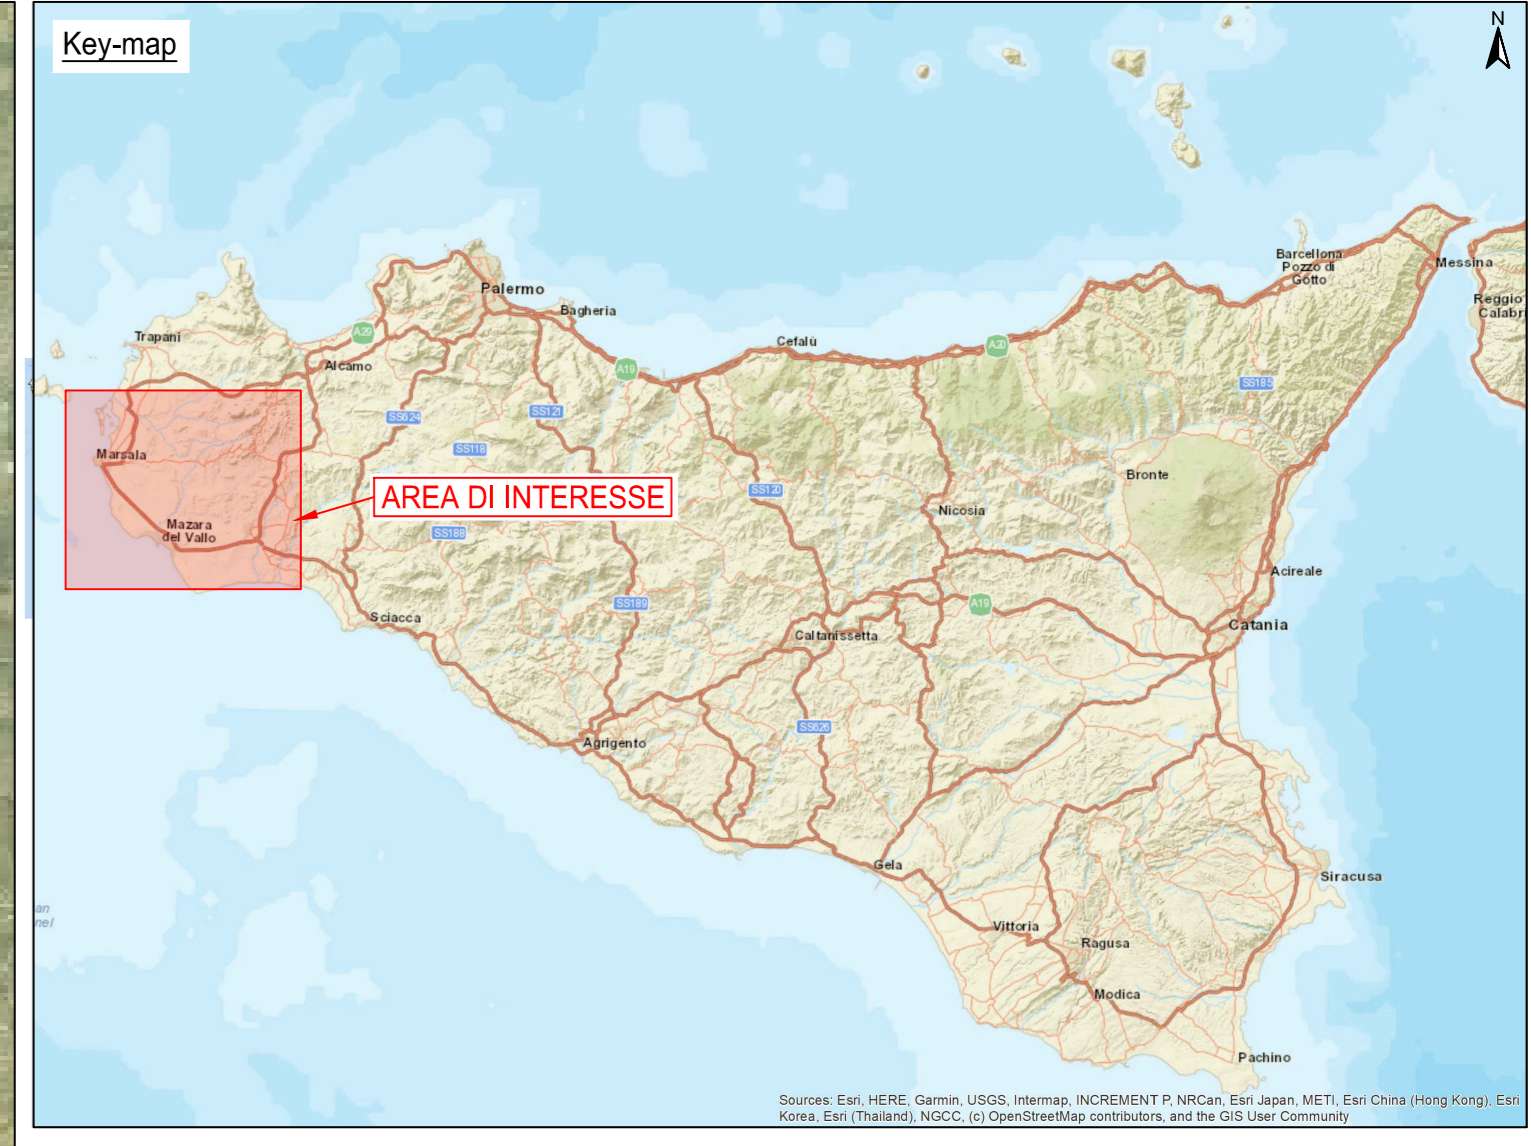 Key-map
N
Barcellona
Pozzo di
Gotto
Messina
Reggio
Calabri
Palermo
Bagheria
Trapani
A29
Cefalù
A20
Alcamo
A19
SS185
SS624
SS121
SS118
Marsala
Bronte
AREA DI INTERESSE
SS120
Nicosia
Mazara
del Vallo
SS188
Acireale
SS189
A19
Sciacca
Catania
Caltanissetta
SS626
Agrigento
Gela
Siracusa
an
nel
Vittoria
Ragusa
Modica
Pachino
Sources: Esri, HERE, Garmin, USGS, Intermap, INCREMENT P, NRCan, Esri Japan, METI, Esri China (Hong Kong), Esri
Korea, Esri (Thailand), NGCC, (c) OpenStreetMap contributors, and the GIS User Community